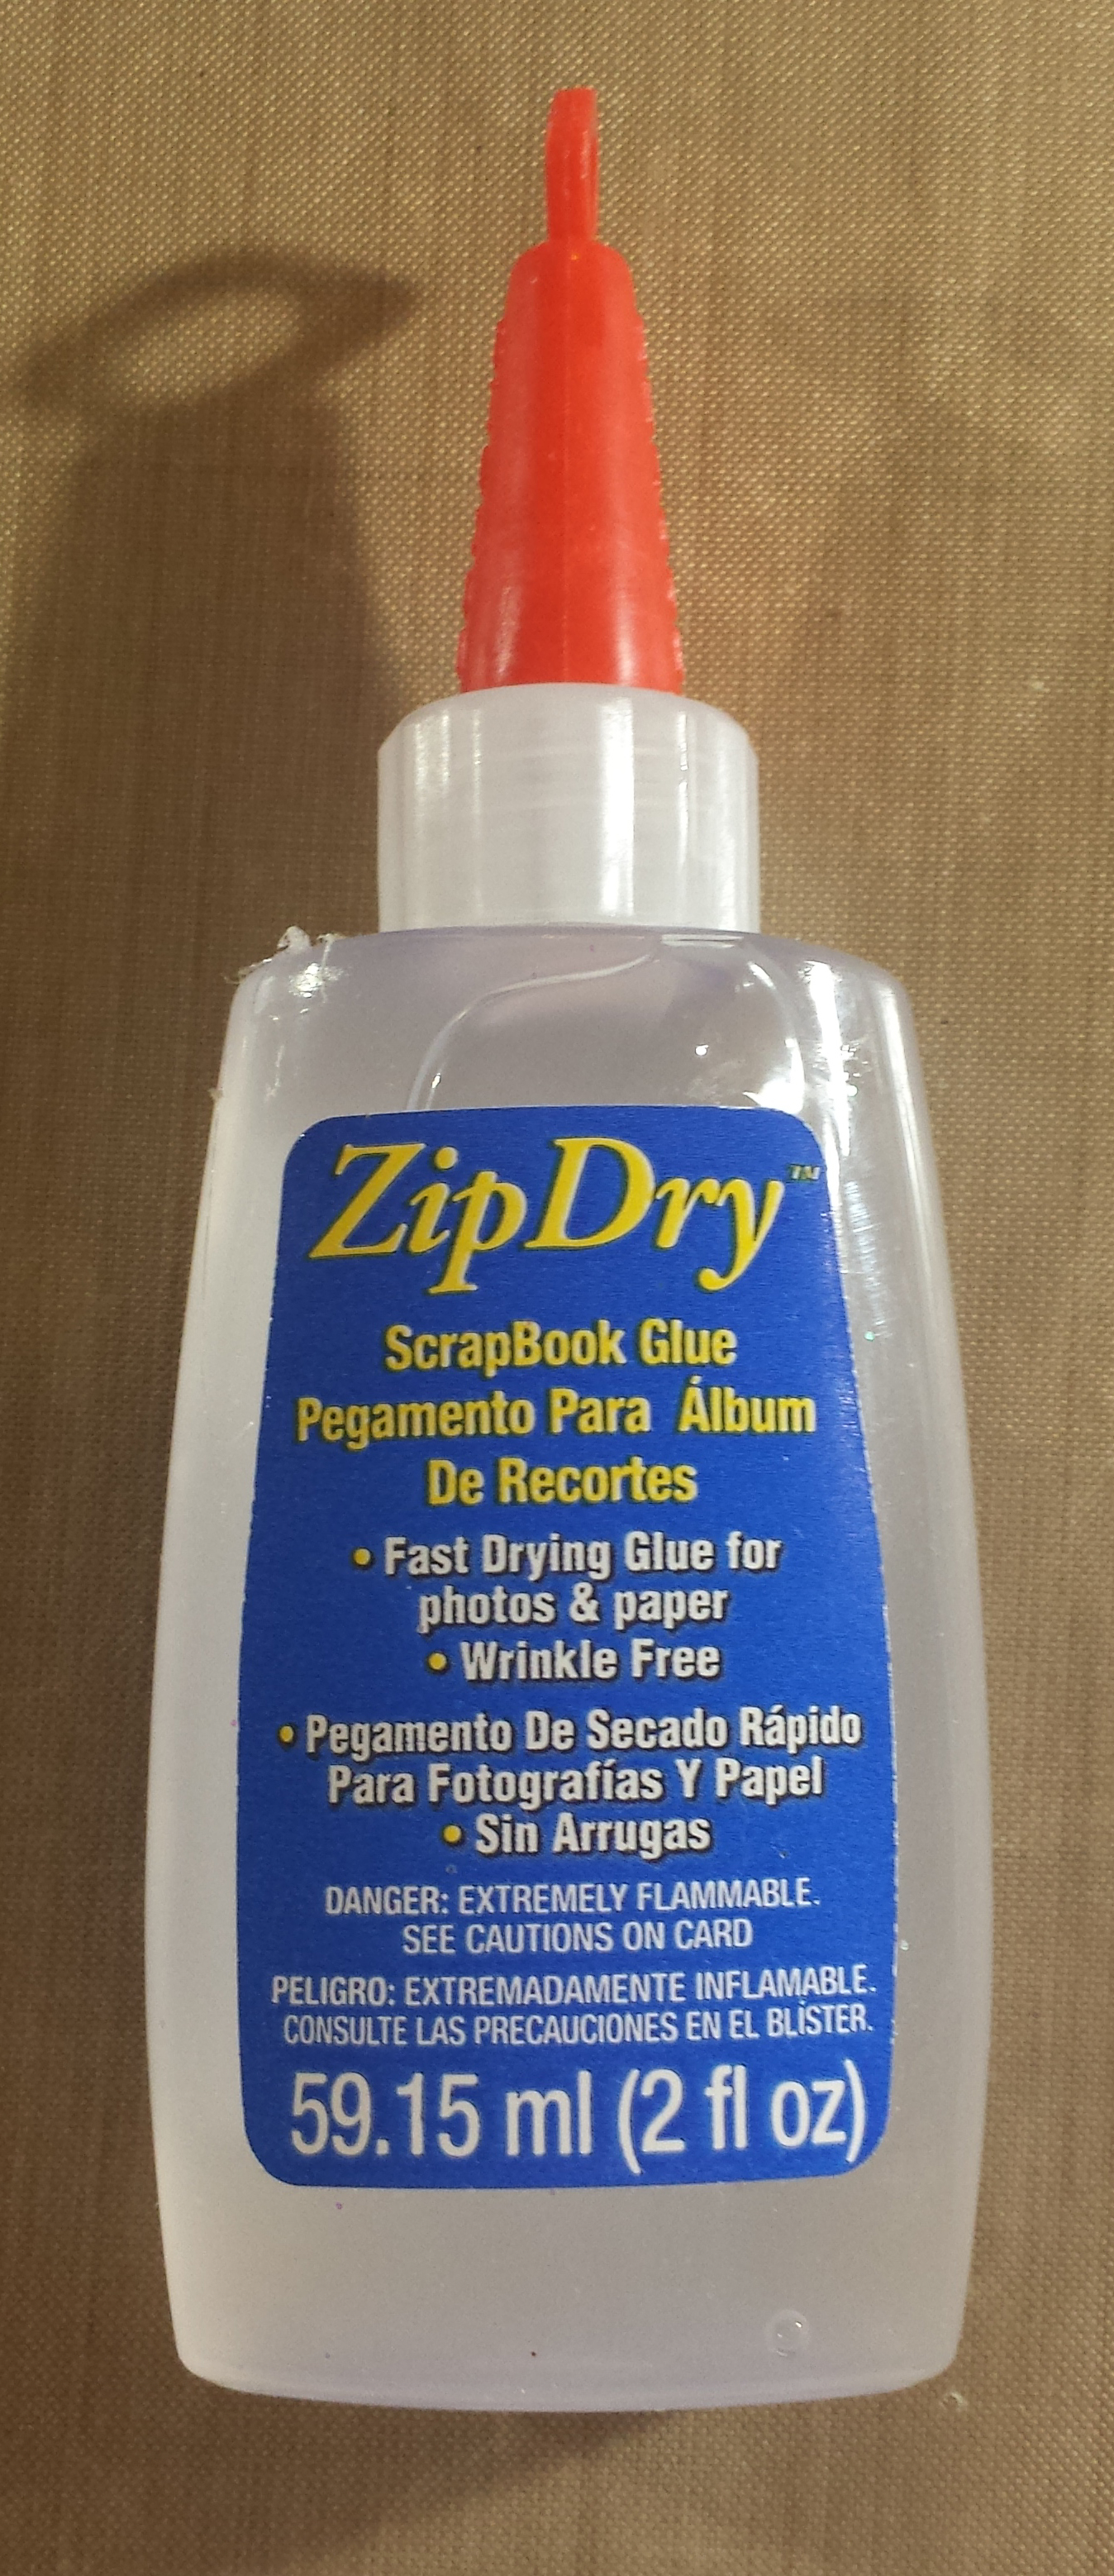 ZipDry™
ScrapBook Glue
Pegamento Para Álbum
De Recortes
• Fast Drying Glue for
photos & paper
• Wrinkle Free
• Pegamento De Secado Rápido
Para Fotografías Y Papel
• Sin Arrugas
DANGER: EXTREMELY FLAMMABLE.
SEE CAUTIONS ON CARD
PELIGRO: EXTREMADAMENTE INFLAMABLE.
CONSULTE LAS PRECAUCIONES EN EL BLÍSTER.
59.15 ml (2 fl oz)